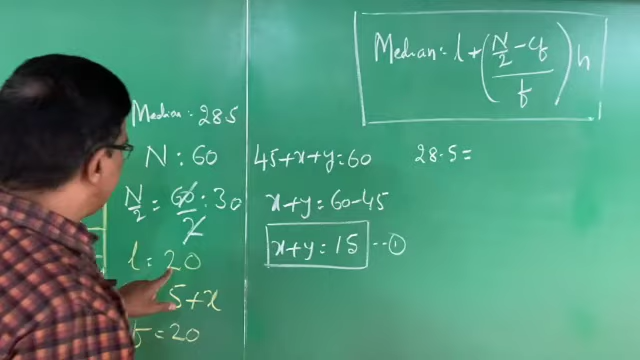 Median = l + ( (N/2 - cf) / f ) h
Median : 28.5
N : 60
N/2 = 60/2 : 30
l = 20
5+x
f = 20
45+x+y=60
x+y=60-45
x+y=15 --①
28.5=